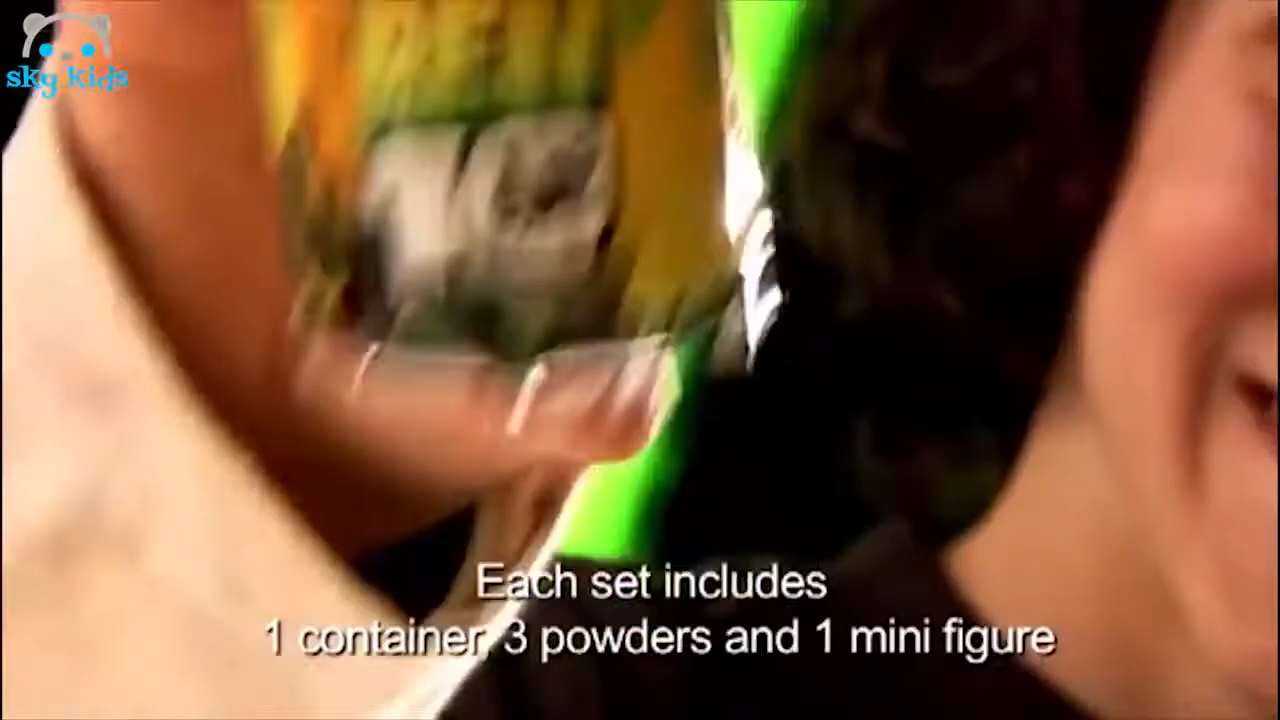 sky kids
Each set includes
1 container, 3 powders and 1 mini figure